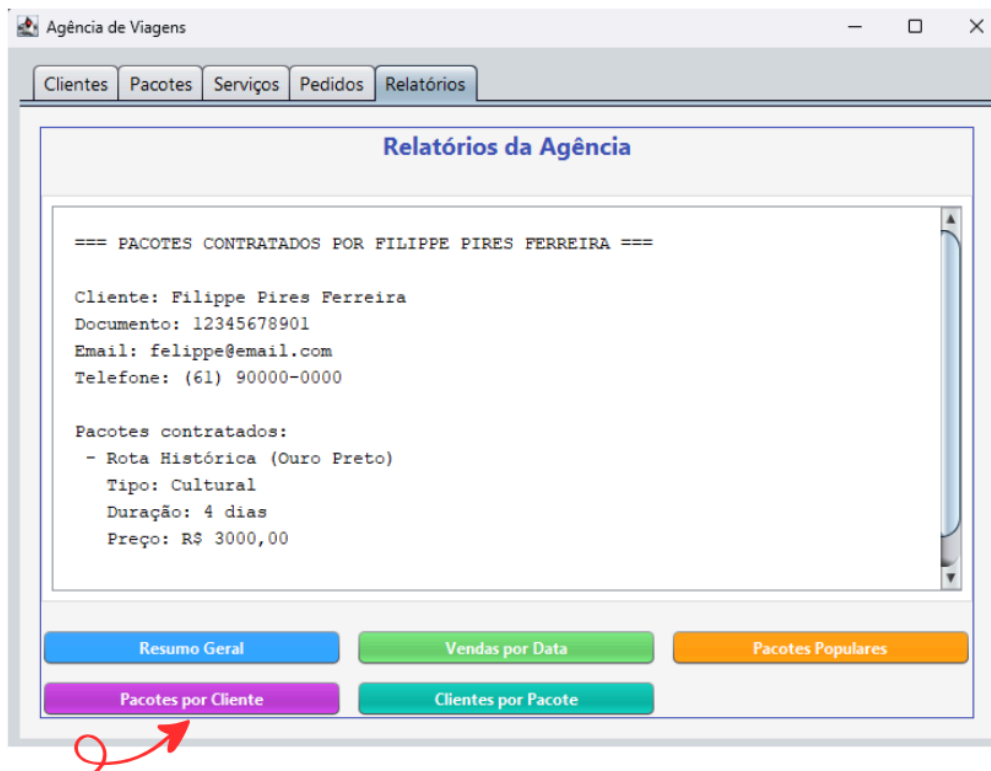 Agência de Viagens
Clientes Pacotes Serviços Pedidos Relatórios
Relatórios da Agência
=== PACOTES CONTRATADOS POR FILIPPE PIRES FERREIRA ===
Cliente: Filippe Pires Ferreira
Documento: 12345678901
Email: felippe@email.com
Telefone: (61) 90000-0000
Pacotes contratados:
- Rota Histórica (Ouro Preto)
Tipo: Cultural
Duração: 4 dias
Preço: R$ 3000,00
Resumo Geral Vendas por Data Pacotes Populares
Pacotes por Cliente Clientes por Pacote